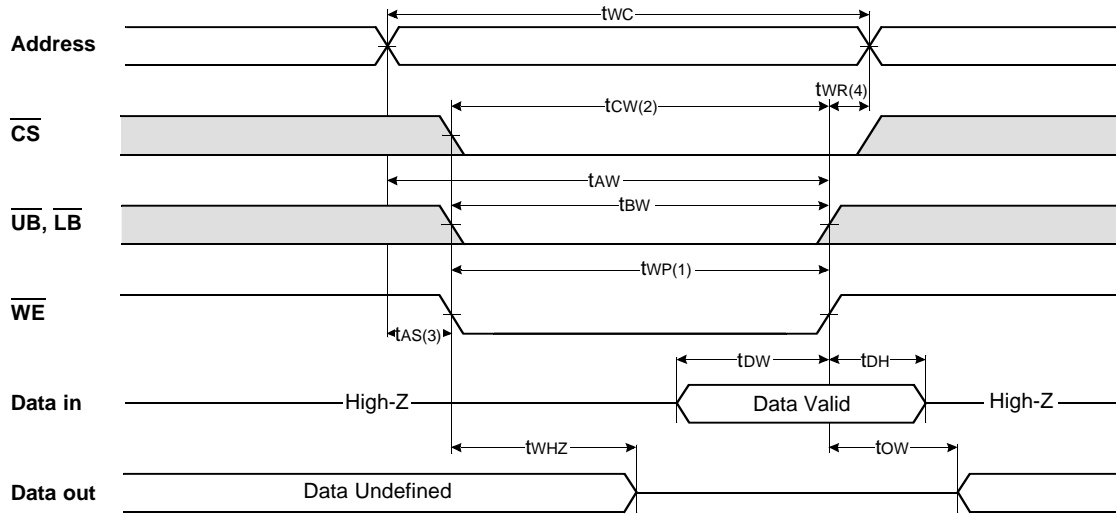 tWC
Address
tCW(2)
tWR(4)
CS
tAW
tBW
UB, LB
tWP(1)
WE
tAS(3)
tDW
tDH
Data in
High-Z
Data Valid
High-Z
tWHZ
tOW
Data out
Data Undefined